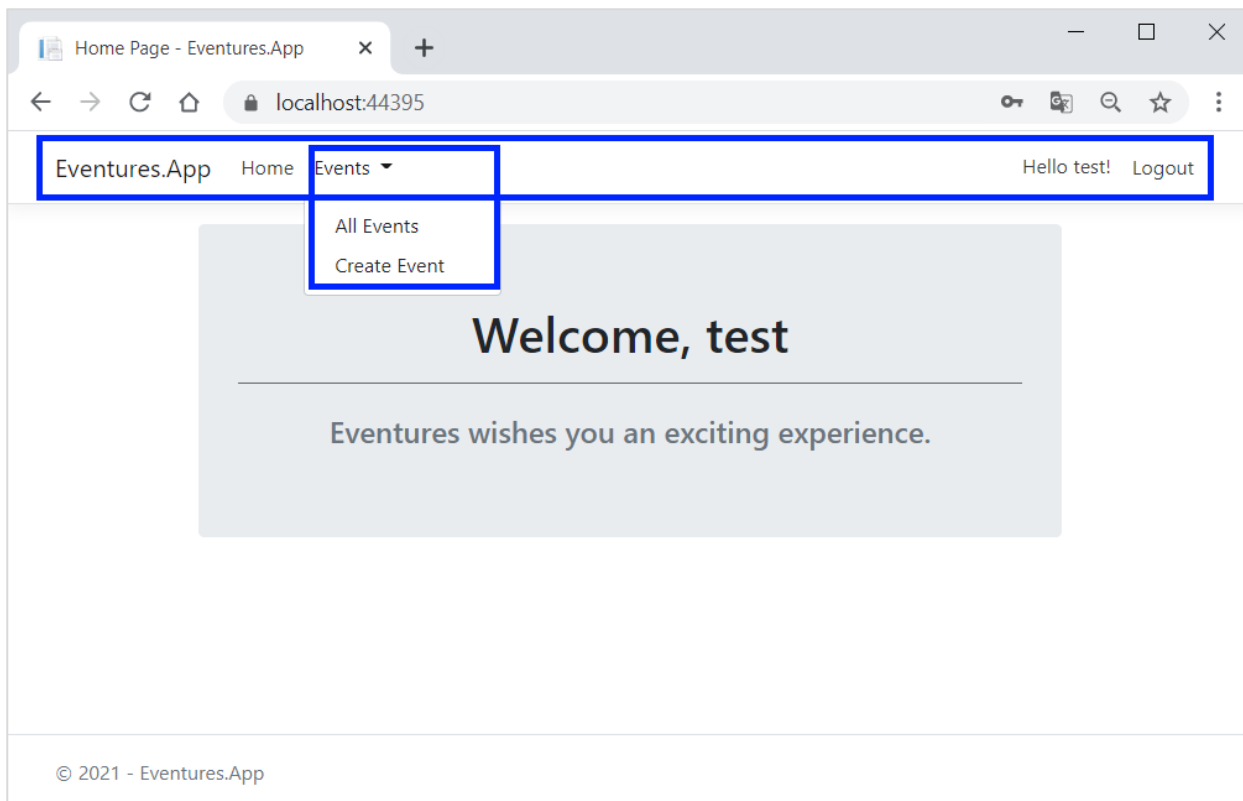 Home Page - Eventures.App
localhost:44395
Eventures.App Home Events Hello test! Logout
All Events
Create Event
Welcome, test
Eventures wishes you an exciting experience.
© 2021 - Eventures.App